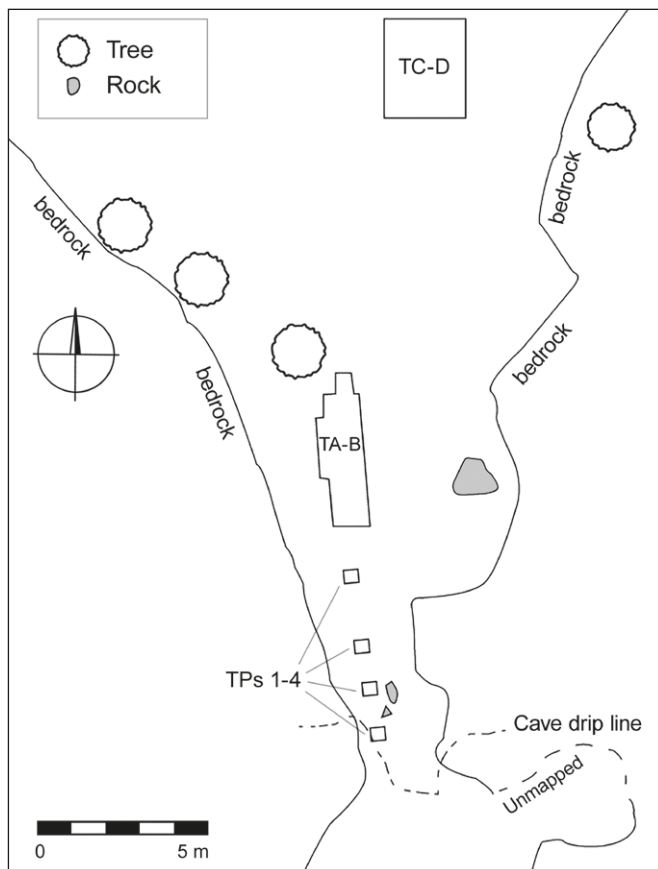 Tree
Rock
TC-D
bedrock
bedrock
bedrock
bedrock
TA-B
TPs 1-4
Cave drip line
Unmapped
0
5 m